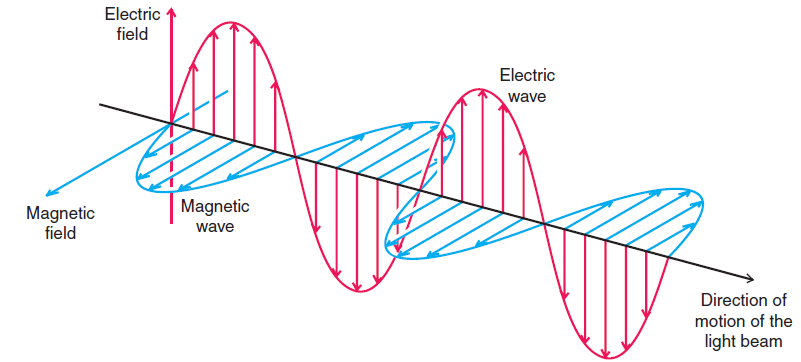 Electric
field
Electric
wave
Magnetic
field
Magnetic
wave
Direction of
motion of the
light beam